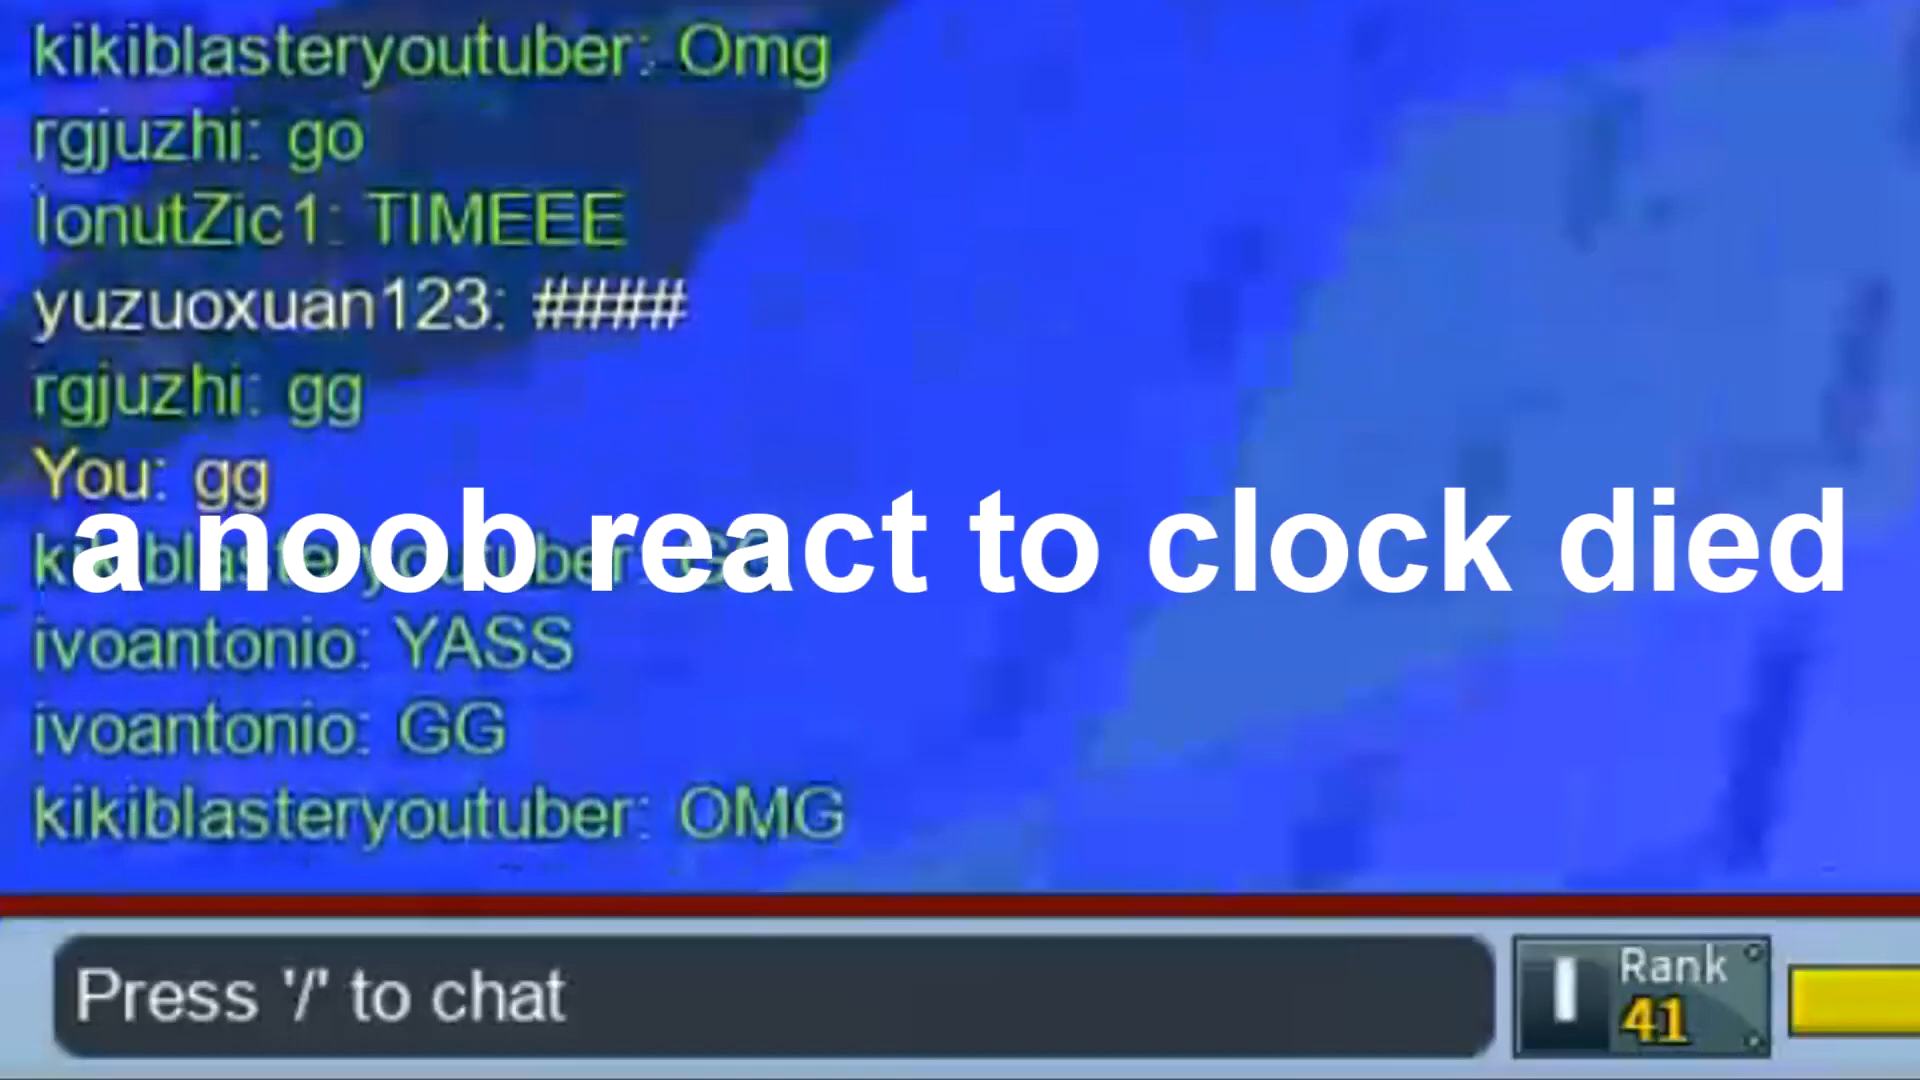 kikiblasteryoutuber: Omg
rgjuzhi: go
IonutZic1: TIMEEE
yuzuoxuan123: ####
rgjuzhi: gg
You: gg
a noob react to clock died
kikiblasteryoutuber:
ivoantonio: YASS
ivoantonio: GG
kikiblasteryoutuber: OMG
Press '/' to chat
Rank
41